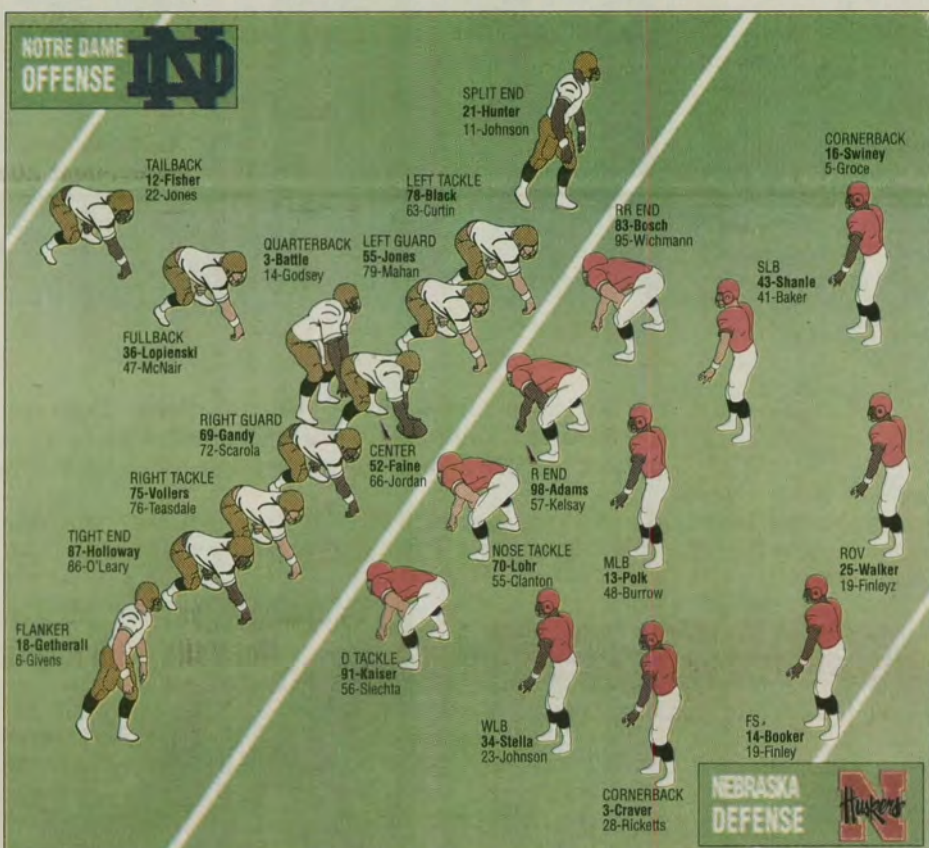 NOTRE DAME
OFFENSE
ND
SPLIT END
21-Hunter
11-Johnson
CORNERBACK
16-Swiney
5-Groce
TAILBACK
12-Fisher
22-Jones
LEFT TACKLE
78-Black
63-Curtin
RR END
83-Bosch
95-Wichmann
QUARTERBACK
3-Battle
14-Godsey
LEFT GUARD
55-Jones
79-Mahan
SLB
43-Shanle
41-Baker
FULLBACK
36-Lopienski
47-McNair
RIGHT GUARD
69-Gandy
72-Scarola
CENTER
52-Faine
66-Jordan
R END
98-Adams
57-Kelsay
RIGHT TACKLE
75-Vollers
76-Teasdale
TIGHT END
87-Holloway
86-O'Leary
NOSE TACKLE
70-Lohr
55-Clanton
MLB
13-Polk
48-Burrow
ROV
25-Walker
19-Finleyz
FLANKER
18-Getherall
6-Givens
D TACKLE
91-Kaiser
56-Slechta
WLB
34-Stella
23-Johnson
FS
14-Booker
19-Finley
CORNERBACK
3-Craver
28-Ricketts
NEBRASKA
DEFENSE
N
Huskers